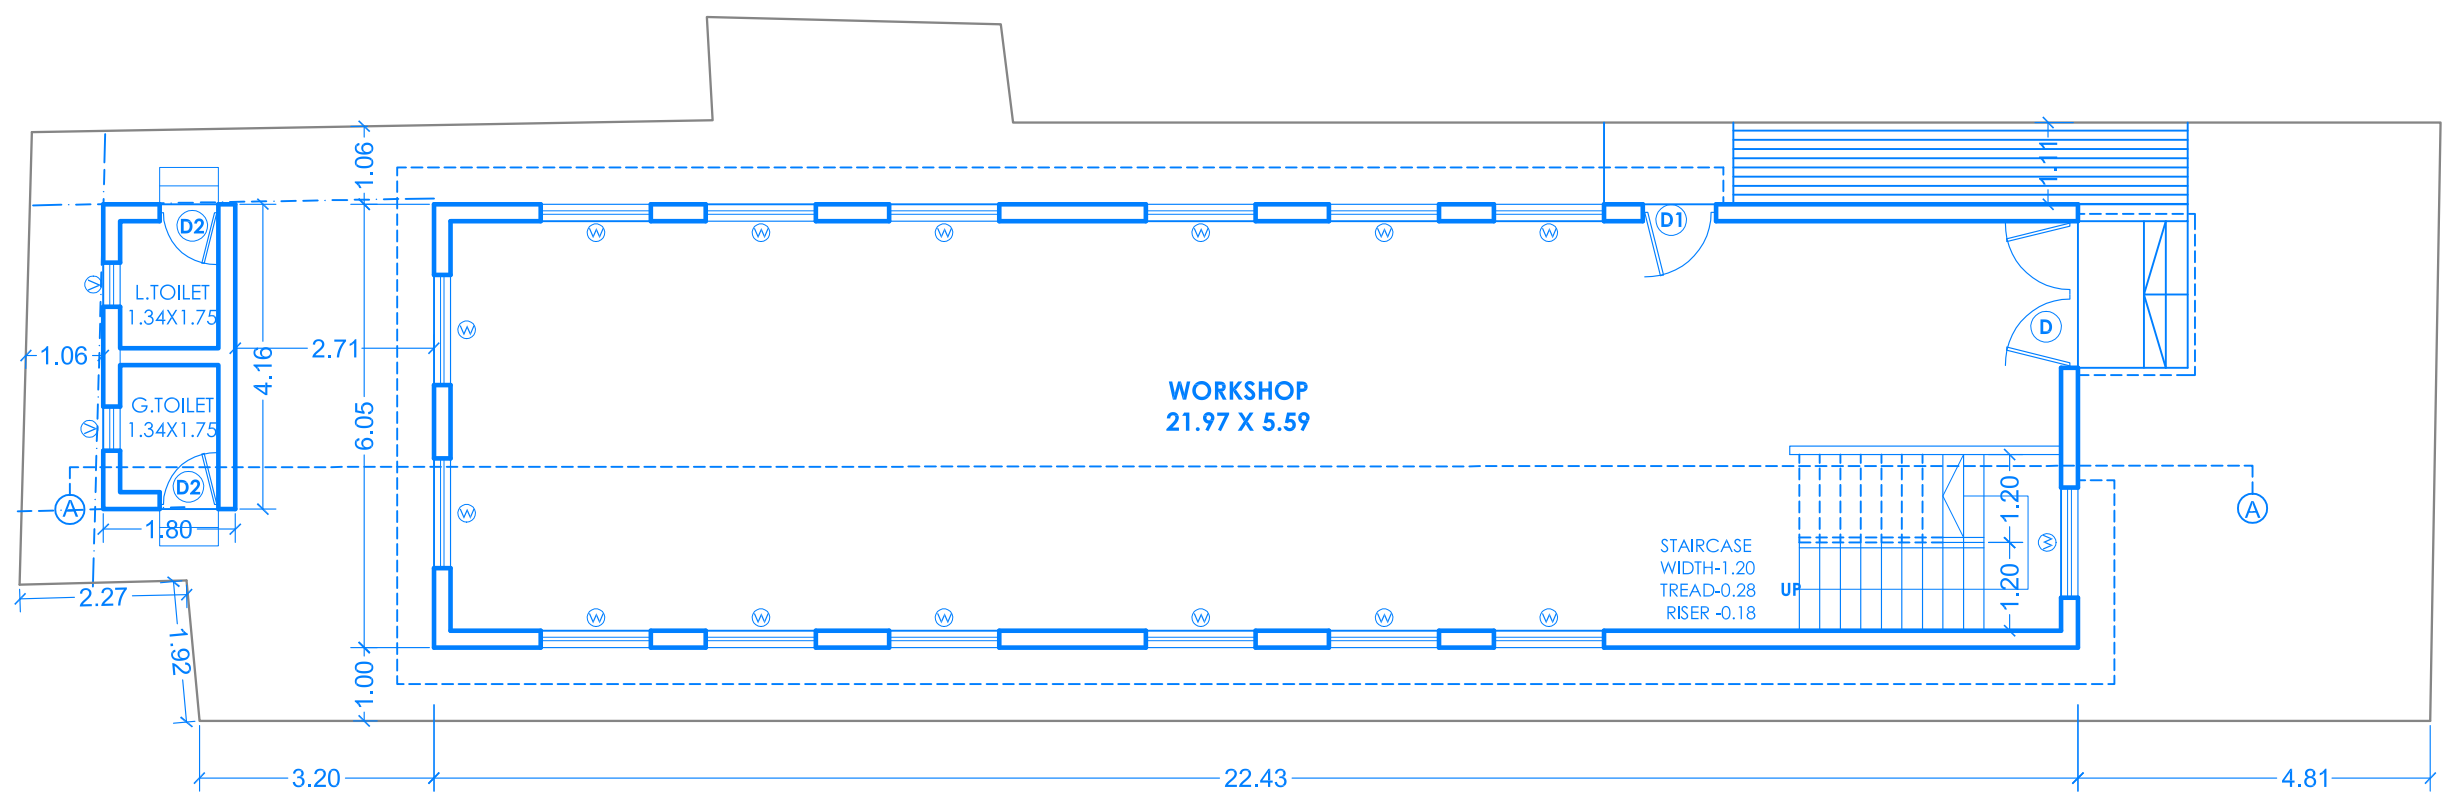 1.06
1.11
W
W
W
W
W
W
D1
D2
V
L.TOILET
1.34X1.75
W
D
1.06
2.71
4.16
6.05
WORKSHOP
21.97 X 5.59
G.TOILET
1.34X1.75
V
D2
A
1.80
W
1.20
A
STAIRCASE
WIDTH-1.20
TREAD-0.28
RISER -0.18
UP
W
1.20
2.27
1.92
W
W
W
W
W
W
1.00
3.20
22.43
4.81